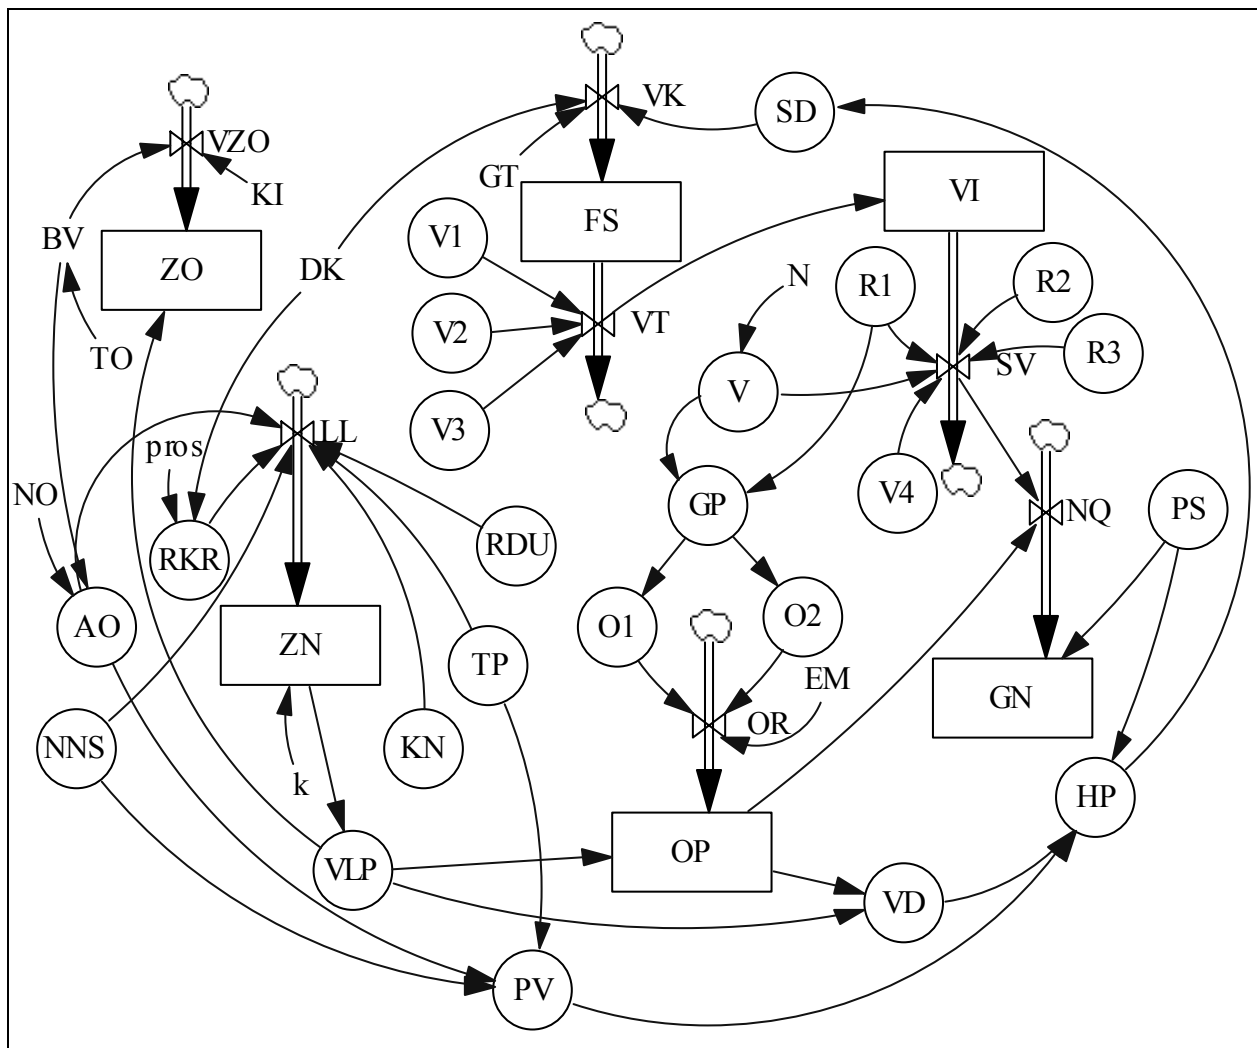 VK
SD
VZO
GT
KI
VI
FS
V1
BV
ZO
DK
N
R1
R2
V2
VT
TO
R3
SV
V
V3
LL
pros
NO
V4
GP
NQ
PS
RKR
RDU
AO
O1
O2
ZN
TP
EM
GN
NNS
KN
OR
k
HP
VLP
OP
VD
PV